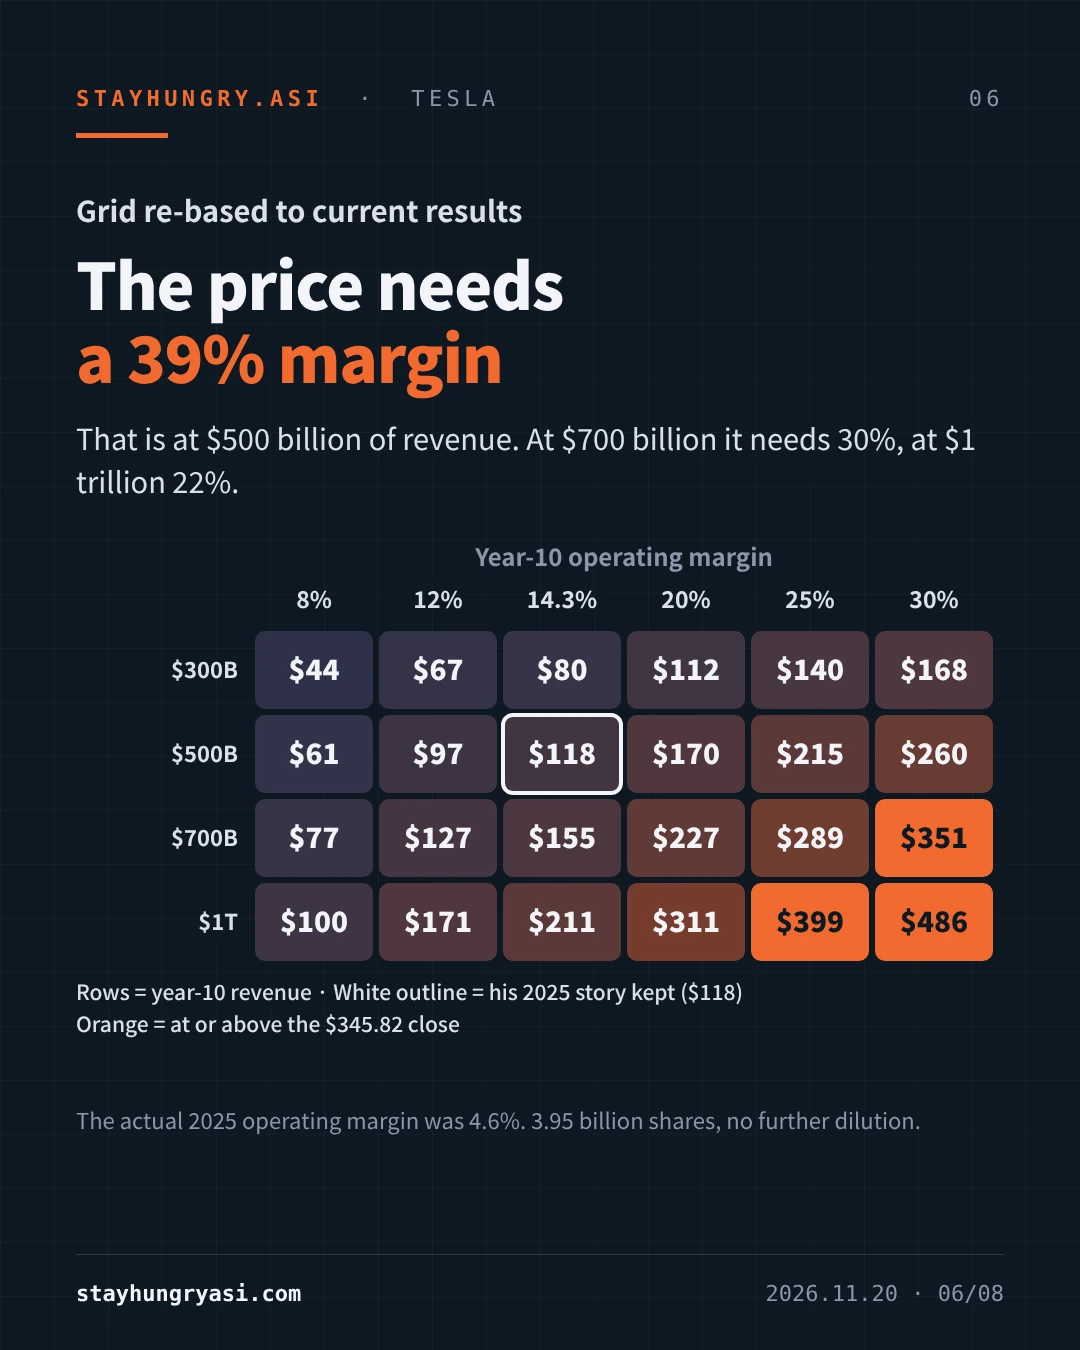 STAYHUNGRY.ASI · TESLA 06
Grid re-based to current results
The price needs
a 39% margin
That is at $500 billion of revenue. At $700 billion it needs 30%, at $1
trillion 22%.
Year-10 operating margin
8% 12% 14.3% 20% 25% 30%
$300B $44 $67 $80 $112 $140 $168
$500B $61 $97 $118 $170 $215 $260
$700B $77 $127 $155 $227 $289 $351
$1T $100 $171 $211 $311 $399 $486
Rows = year-10 revenue · White outline = his 2025 story kept ($118)
Orange = at or above the $345.82 close
The actual 2025 operating margin was 4.6%. 3.95 billion shares, no further dilution.
stayhungryasi.com 2026.11.20 · 06/08